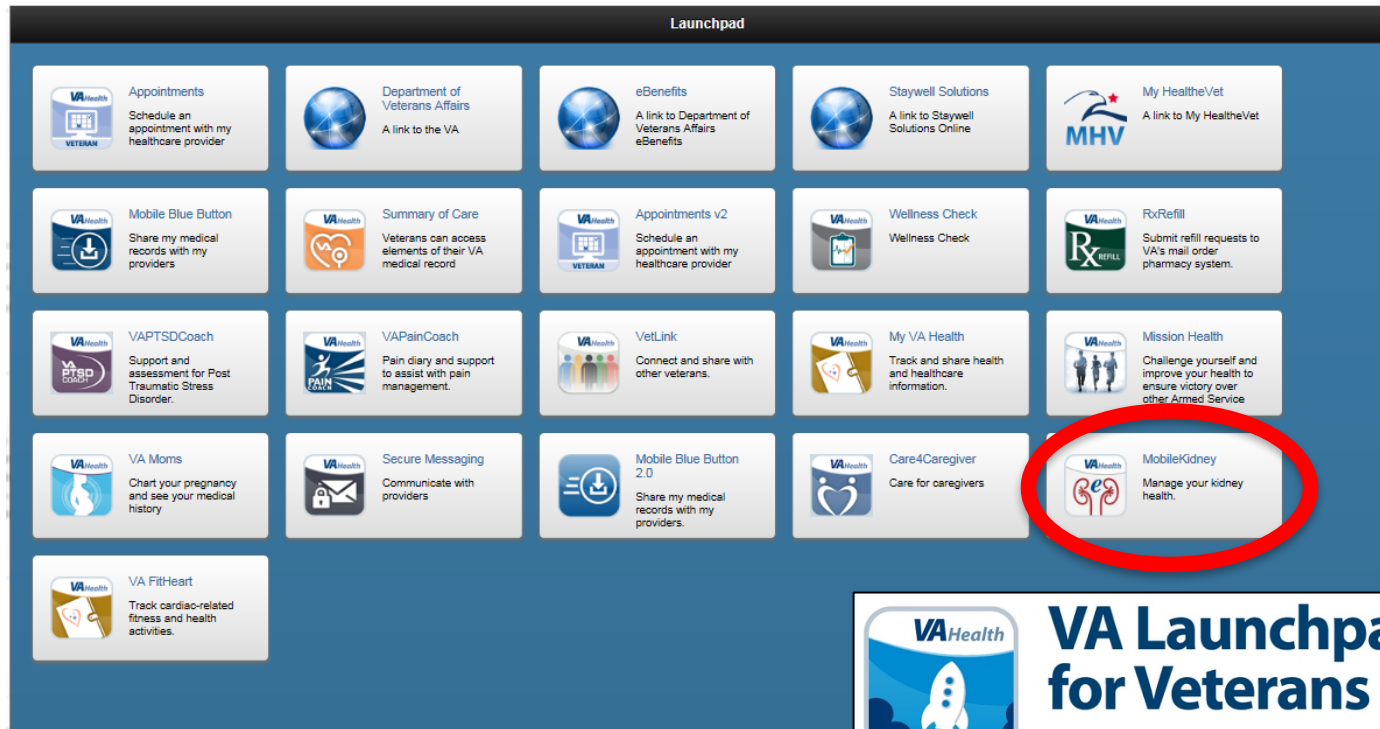 Launchpad
VAHealth
VETERAN
Appointments
Schedule an
appointment with my
healthcare provider
Department of
Veterans Affairs
A link to the VA
eBenefits
A link to Department of
Veterans Affairs
eBenefits
Staywell Solutions
A link to Staywell
Solutions Online
MHV
My HealtheVet
A link to My HealtheVet
VAHealth
Mobile Blue Button
Share my medical
records with my
providers
VAHealth
Summary of Care
Veterans can access
elements of their VA
medical record
VAHealth
VETERAN
Appointments v2
Schedule an
appointment with my
healthcare provider
VAHealth
Wellness Check
Wellness Check
VAHealth
Rx REFILL
RxRefill
Submit refill requests to
VA's mail order
pharmacy system.
VAHealth
VA
PTSD
COACH
VAPTSDCoach
Support and
assessment for Post
Traumatic Stress
Disorder.
VAHealth
PAIN
COACH
VAPainCoach
Pain diary and support
to assist with pain
management.
VAHealth
VetLink
Connect and share with
other veterans.
VAHealth
My VA Health
Track and share health
and healthcare
information.
VAHealth
Mission Health
Challenge yourself and
improve your health to
ensure victory over
other Armed Service
VAHealth
VA Moms
Chart your pregnancy
and see your medical
history
VAHealth
Secure Messaging
Communicate with
providers
Mobile Blue Button
2.0
Share my medical
records with my
providers.
VAHealth
Care4Caregiver
Care for caregivers
VAHealth
e
MobileKidney
Manage your kidney
health.
VAHealth
VA FitHeart
Track cardiac-related
fitness and health
activities.
VAHealth
VA Launchpa
for Veterans